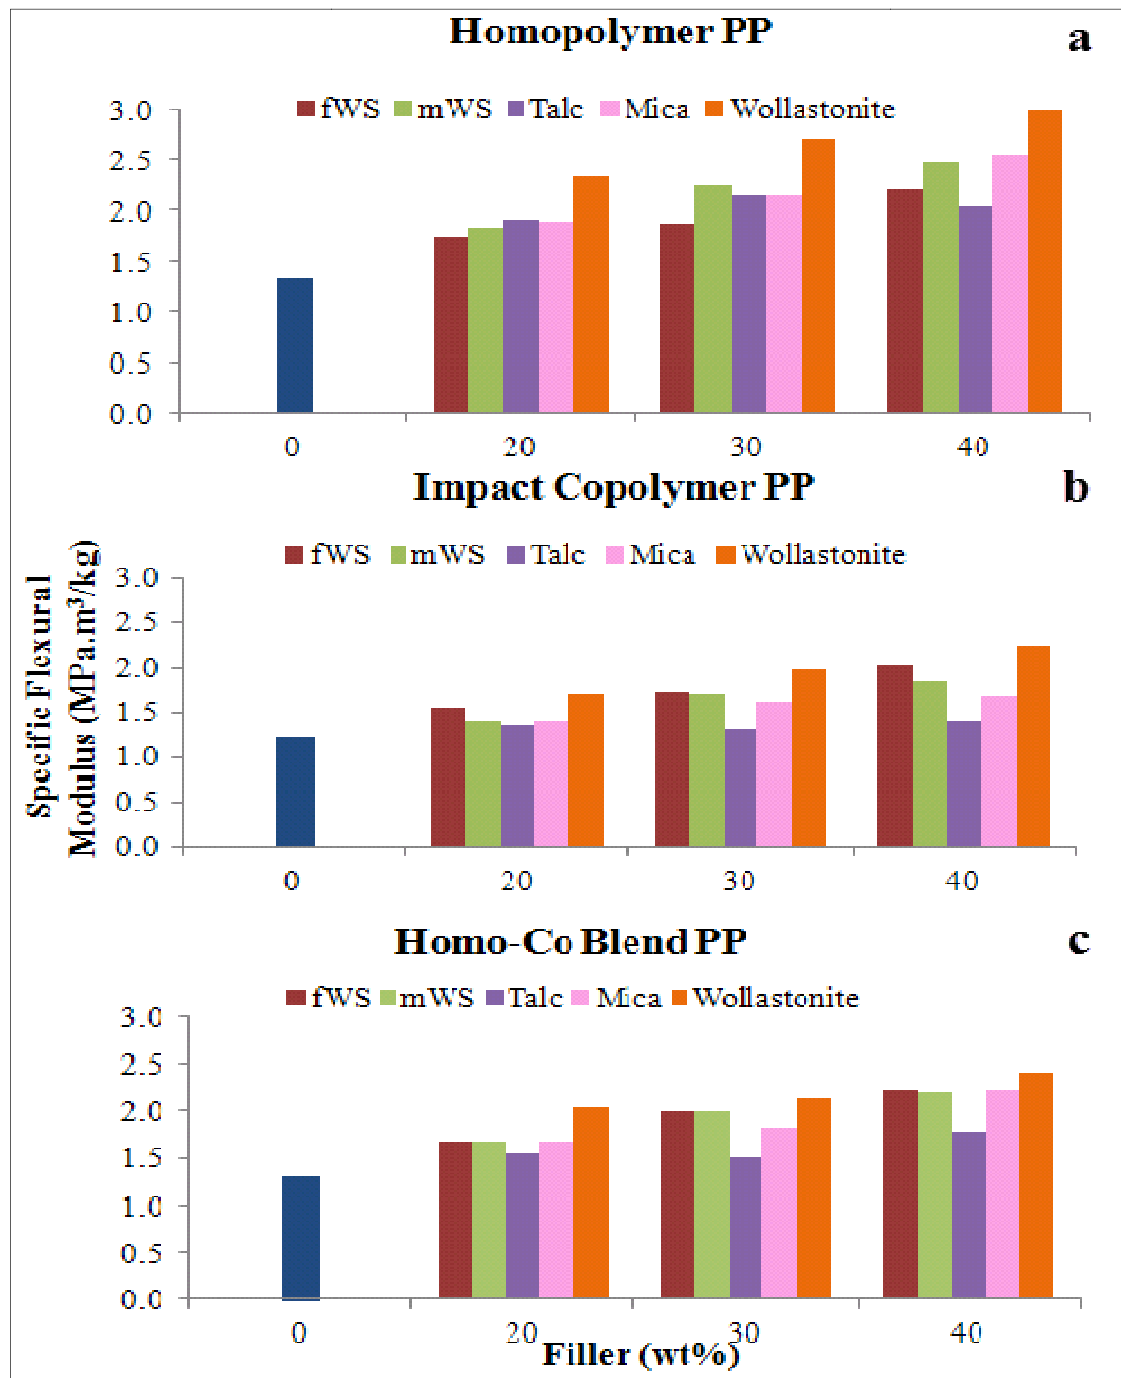 Homopolymer PP
a
fWS mWS Talc Mica Wollastonite
3.0
2.5
2.0
1.5
1.0
0.5
0.0
0 20 30 40
Impact Copolymer PP
b
fWS mWS Talc Mica Wollastonite
Specific Flexural
Modulus (MPa.m³/kg)
3.0
2.5
2.0
1.5
1.0
0.5
0.0
0 20 30 40
Homo-Co Blend PP
c
fWS mWS Talc Mica Wollastonite
3.0
2.5
2.0
1.5
1.0
0.5
0.0
0 20 30 40
Filler (wt%)